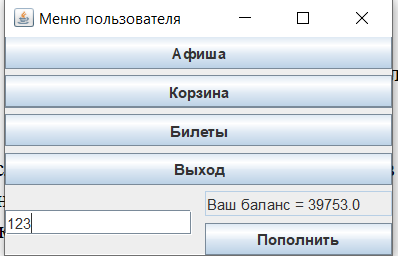 Меню пользователя
Афиша
Корзина
Билеты
Выход
Ваш баланс = 39753.0
123
Пополнить